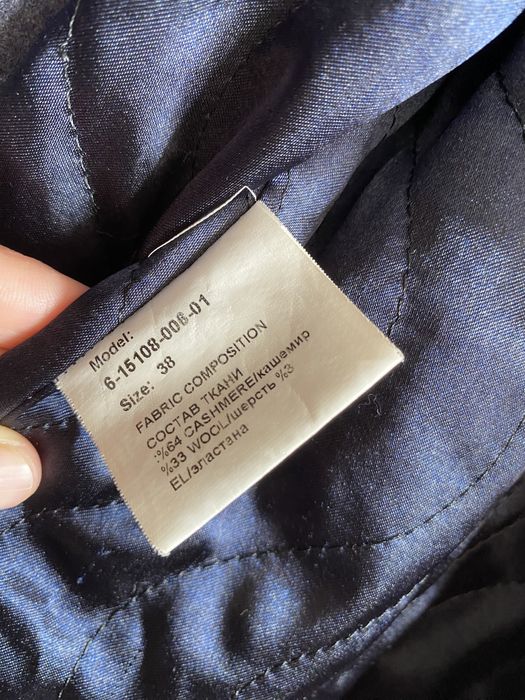 Model:
6-15108-006-01
Size: 38
FABRIC COMPOSITION
СОСТАВ ТКАНИ
:%64 CASHMERE/кашемир
%33 WOOL/шерсть %3
EL/эластана